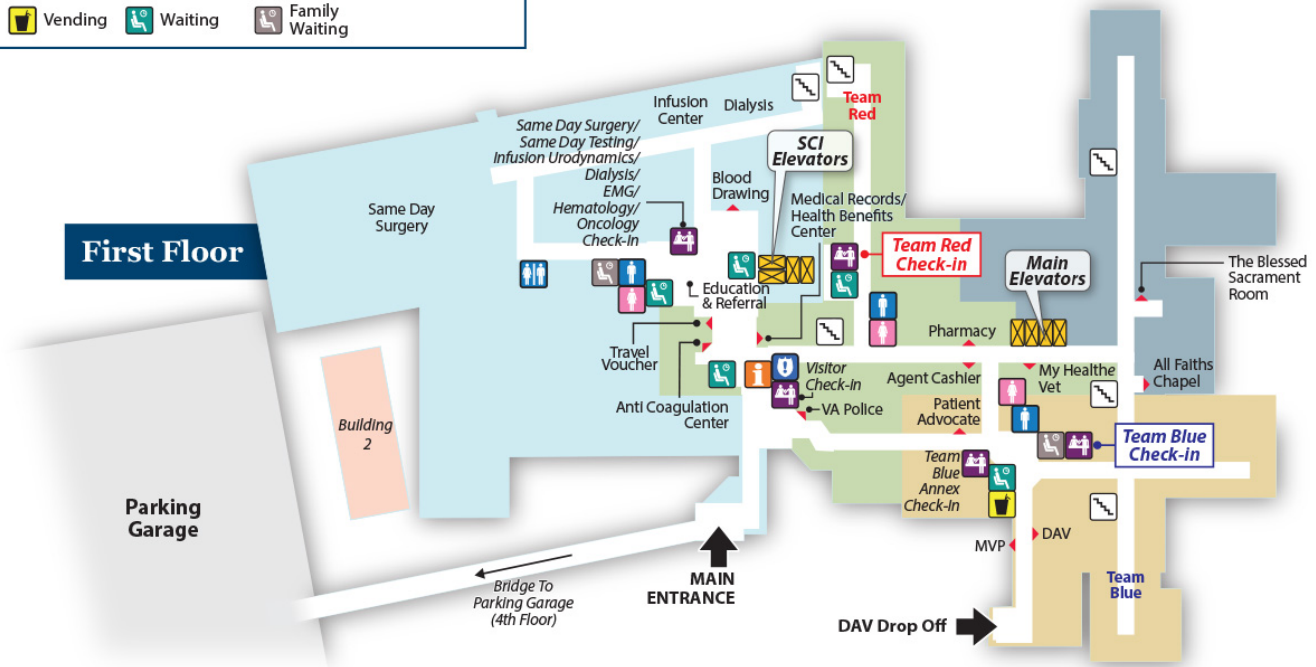 Vending
Waiting
Family
Waiting
First Floor
Same Day
Surgery
Same Day Surgery/
Same Day Testing/
Infusion Urodynamics/
Dialysis/
EMG/
Hematology/
Oncology
Check-In
Infusion
Center
Dialysis
Team
Red
SCI
Elevators
Blood
Drawing
Medical Records/
Health Benefits
Center
Team Red
Check-in
Main
Elevators
The Blessed
Sacrament
Room
Education
& Referral
Travel
Voucher
Anti Coagulation
Center
Visitor
Check-in
VA Police
Pharmacy
Agent Cashier
My Healthe
Vet
All Faiths
Chapel
Patient
Advocate
Team Blue
Check-in
Team
Blue
Annex
Check-In
MVP
DAV
Team
Blue
DAV Drop Off
MAIN
ENTRANCE
Bridge To
Parking Garage
(4th Floor)
Building
2
Parking
Garage